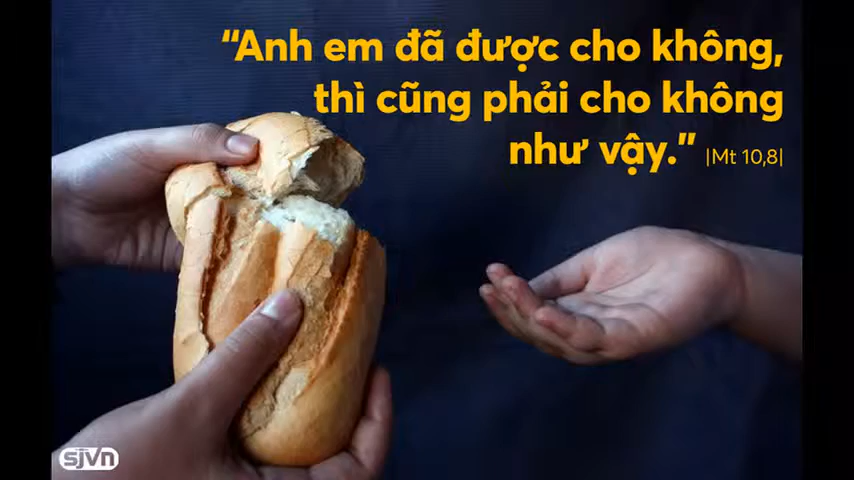 “Anh em đã được cho không,
thì cũng phải cho không
như vậy.” |Mt 10,8|
sjvn